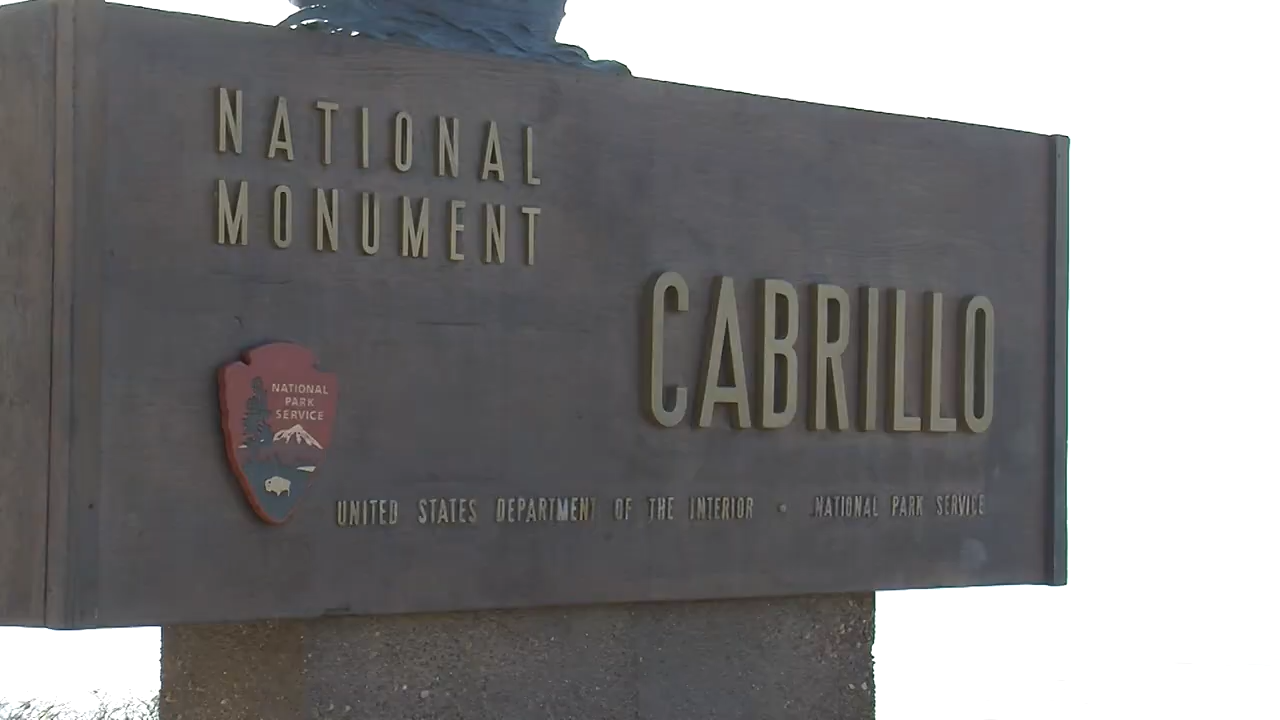 NATIONAL
MONUMENT
CABRILLO
NATIONAL
PARK
SERVICE
UNITED STATES DEPARTMENT OF THE INTERIOR • NATIONAL PARK SERVICE